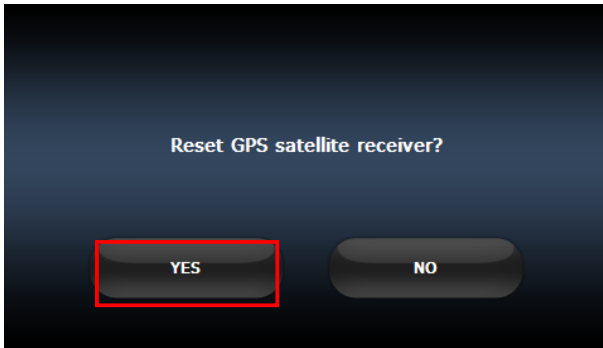 Reset GPS satellite receiver?
YES NO